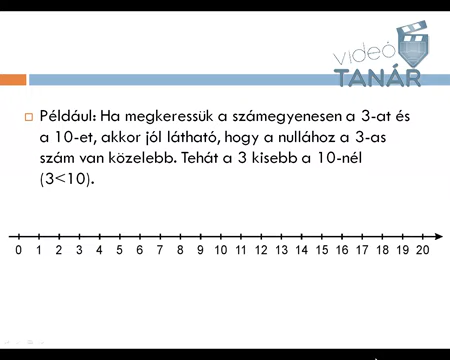 videó
TANÁR
Például: Ha megkeressük a számegyenesen a 3-at és
a 10-et, akkor jól látható, hogy a nullához a 3-as
szám van közelebb. Tehát a 3 kisebb a 10-nél
(3<10).
0 1 2 3 4 5 6 7 8 9 10 11 12 13 14 15 16 17 18 19 20